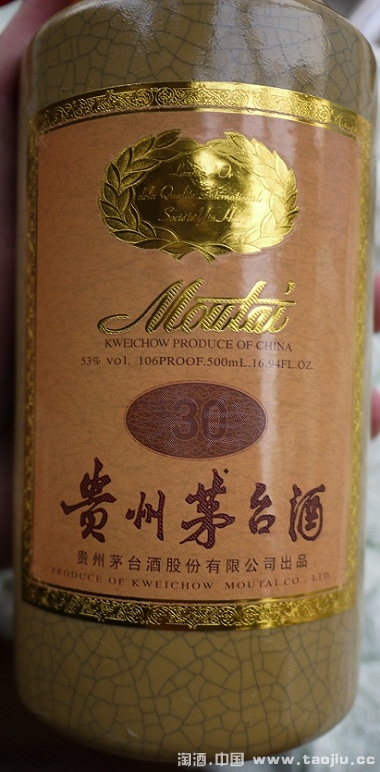 Moutai
KWEICHOW PRODUCE OF CHINA
53% vol. 106PROOF.500mL.16.94FL.OZ.
30
贵州茅台酒
贵州茅台酒股份有限公司出品
PRODUCE OF KWEICHOW MOUTAI CO., LTD.
淘酒.中国 www.taojiu.cc